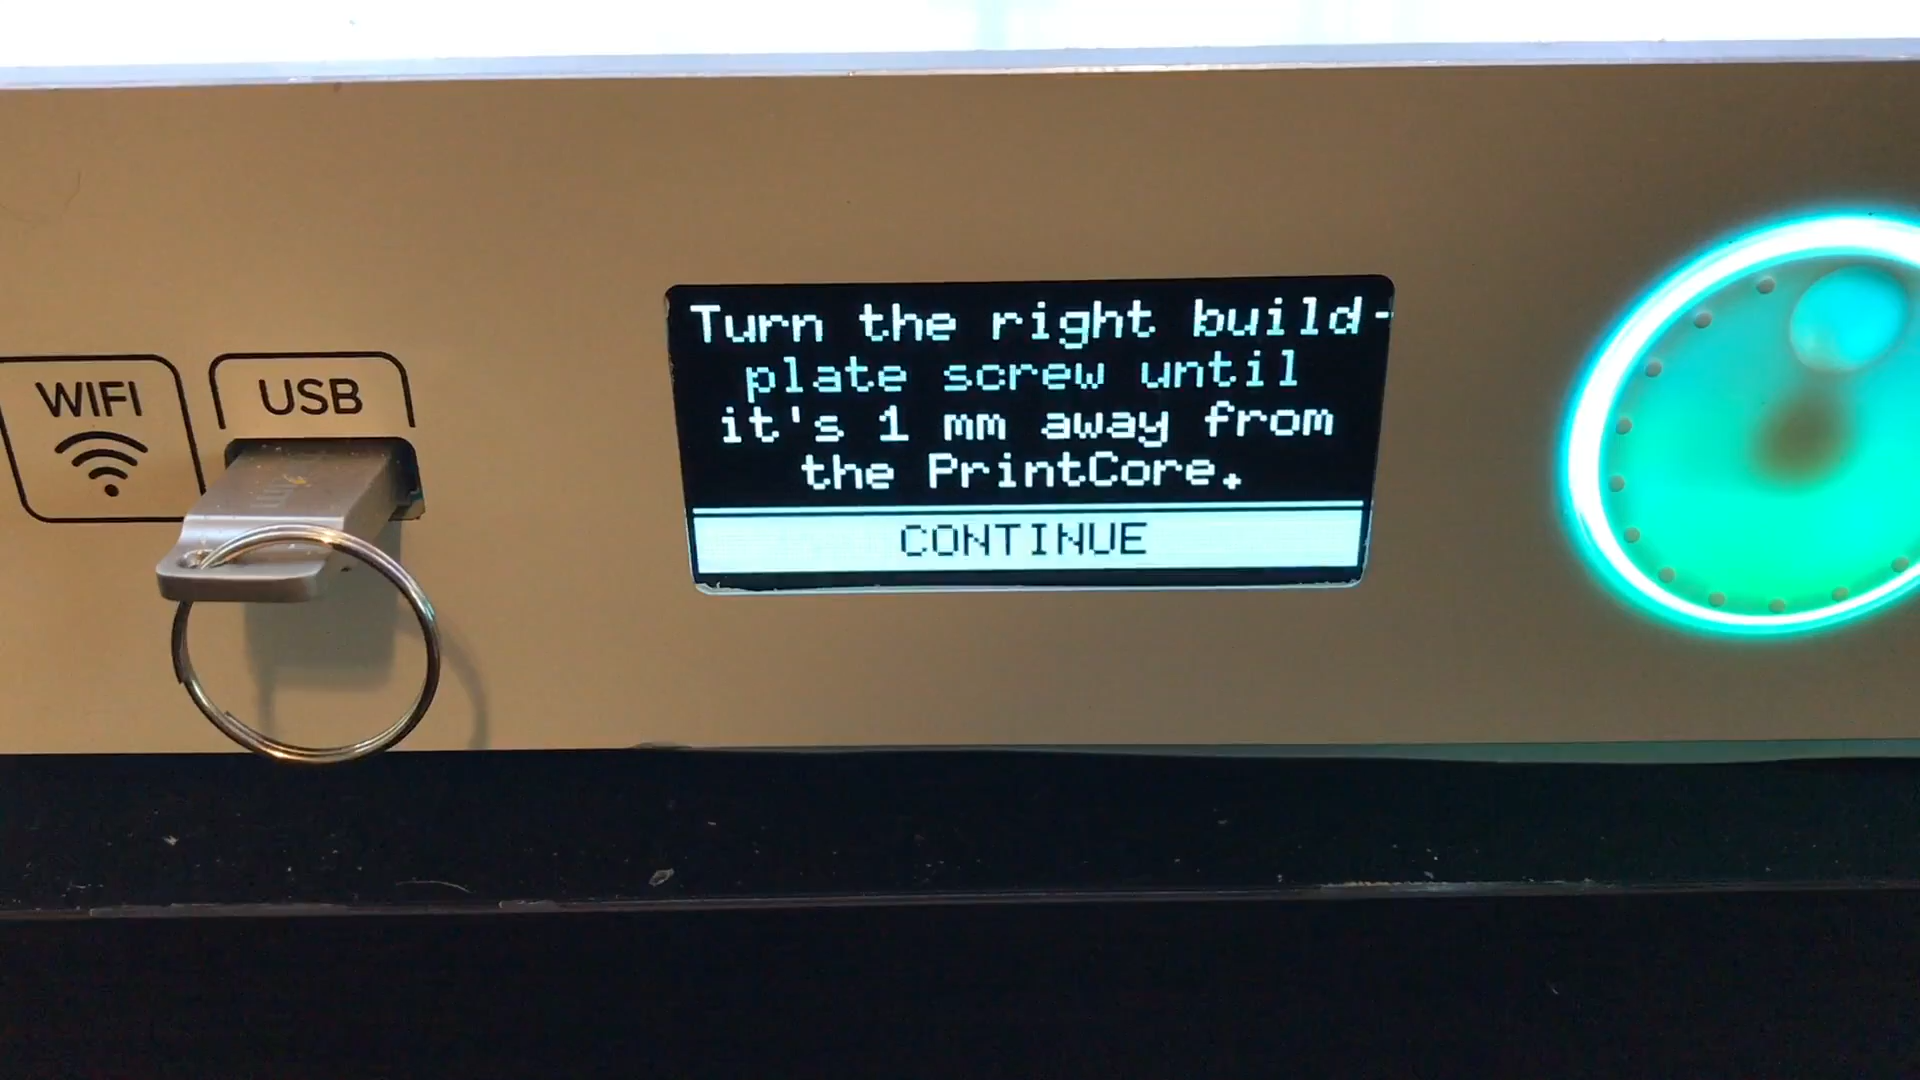 WIFI
USB
Turn the right build-
plate screw until
it's 1 mm away from
the PrintCore.
CONTINUE